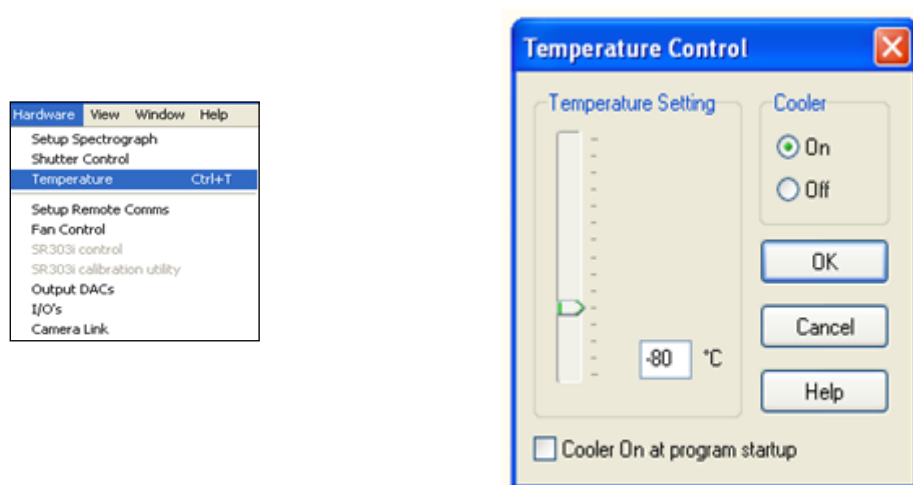 Hardware View Window Help
Setup Spectrograph
Shutter Control
Temperature Ctrl+T
Setup Remote Comms
Fan Control
SR303i control
SR303i calibration utility
Output DACs
I/O's
Camera Link
Temperature Control
Temperature Setting
-80 °C
Cooler
On
Off
OK
Cancel
Help
Cooler On at program startup